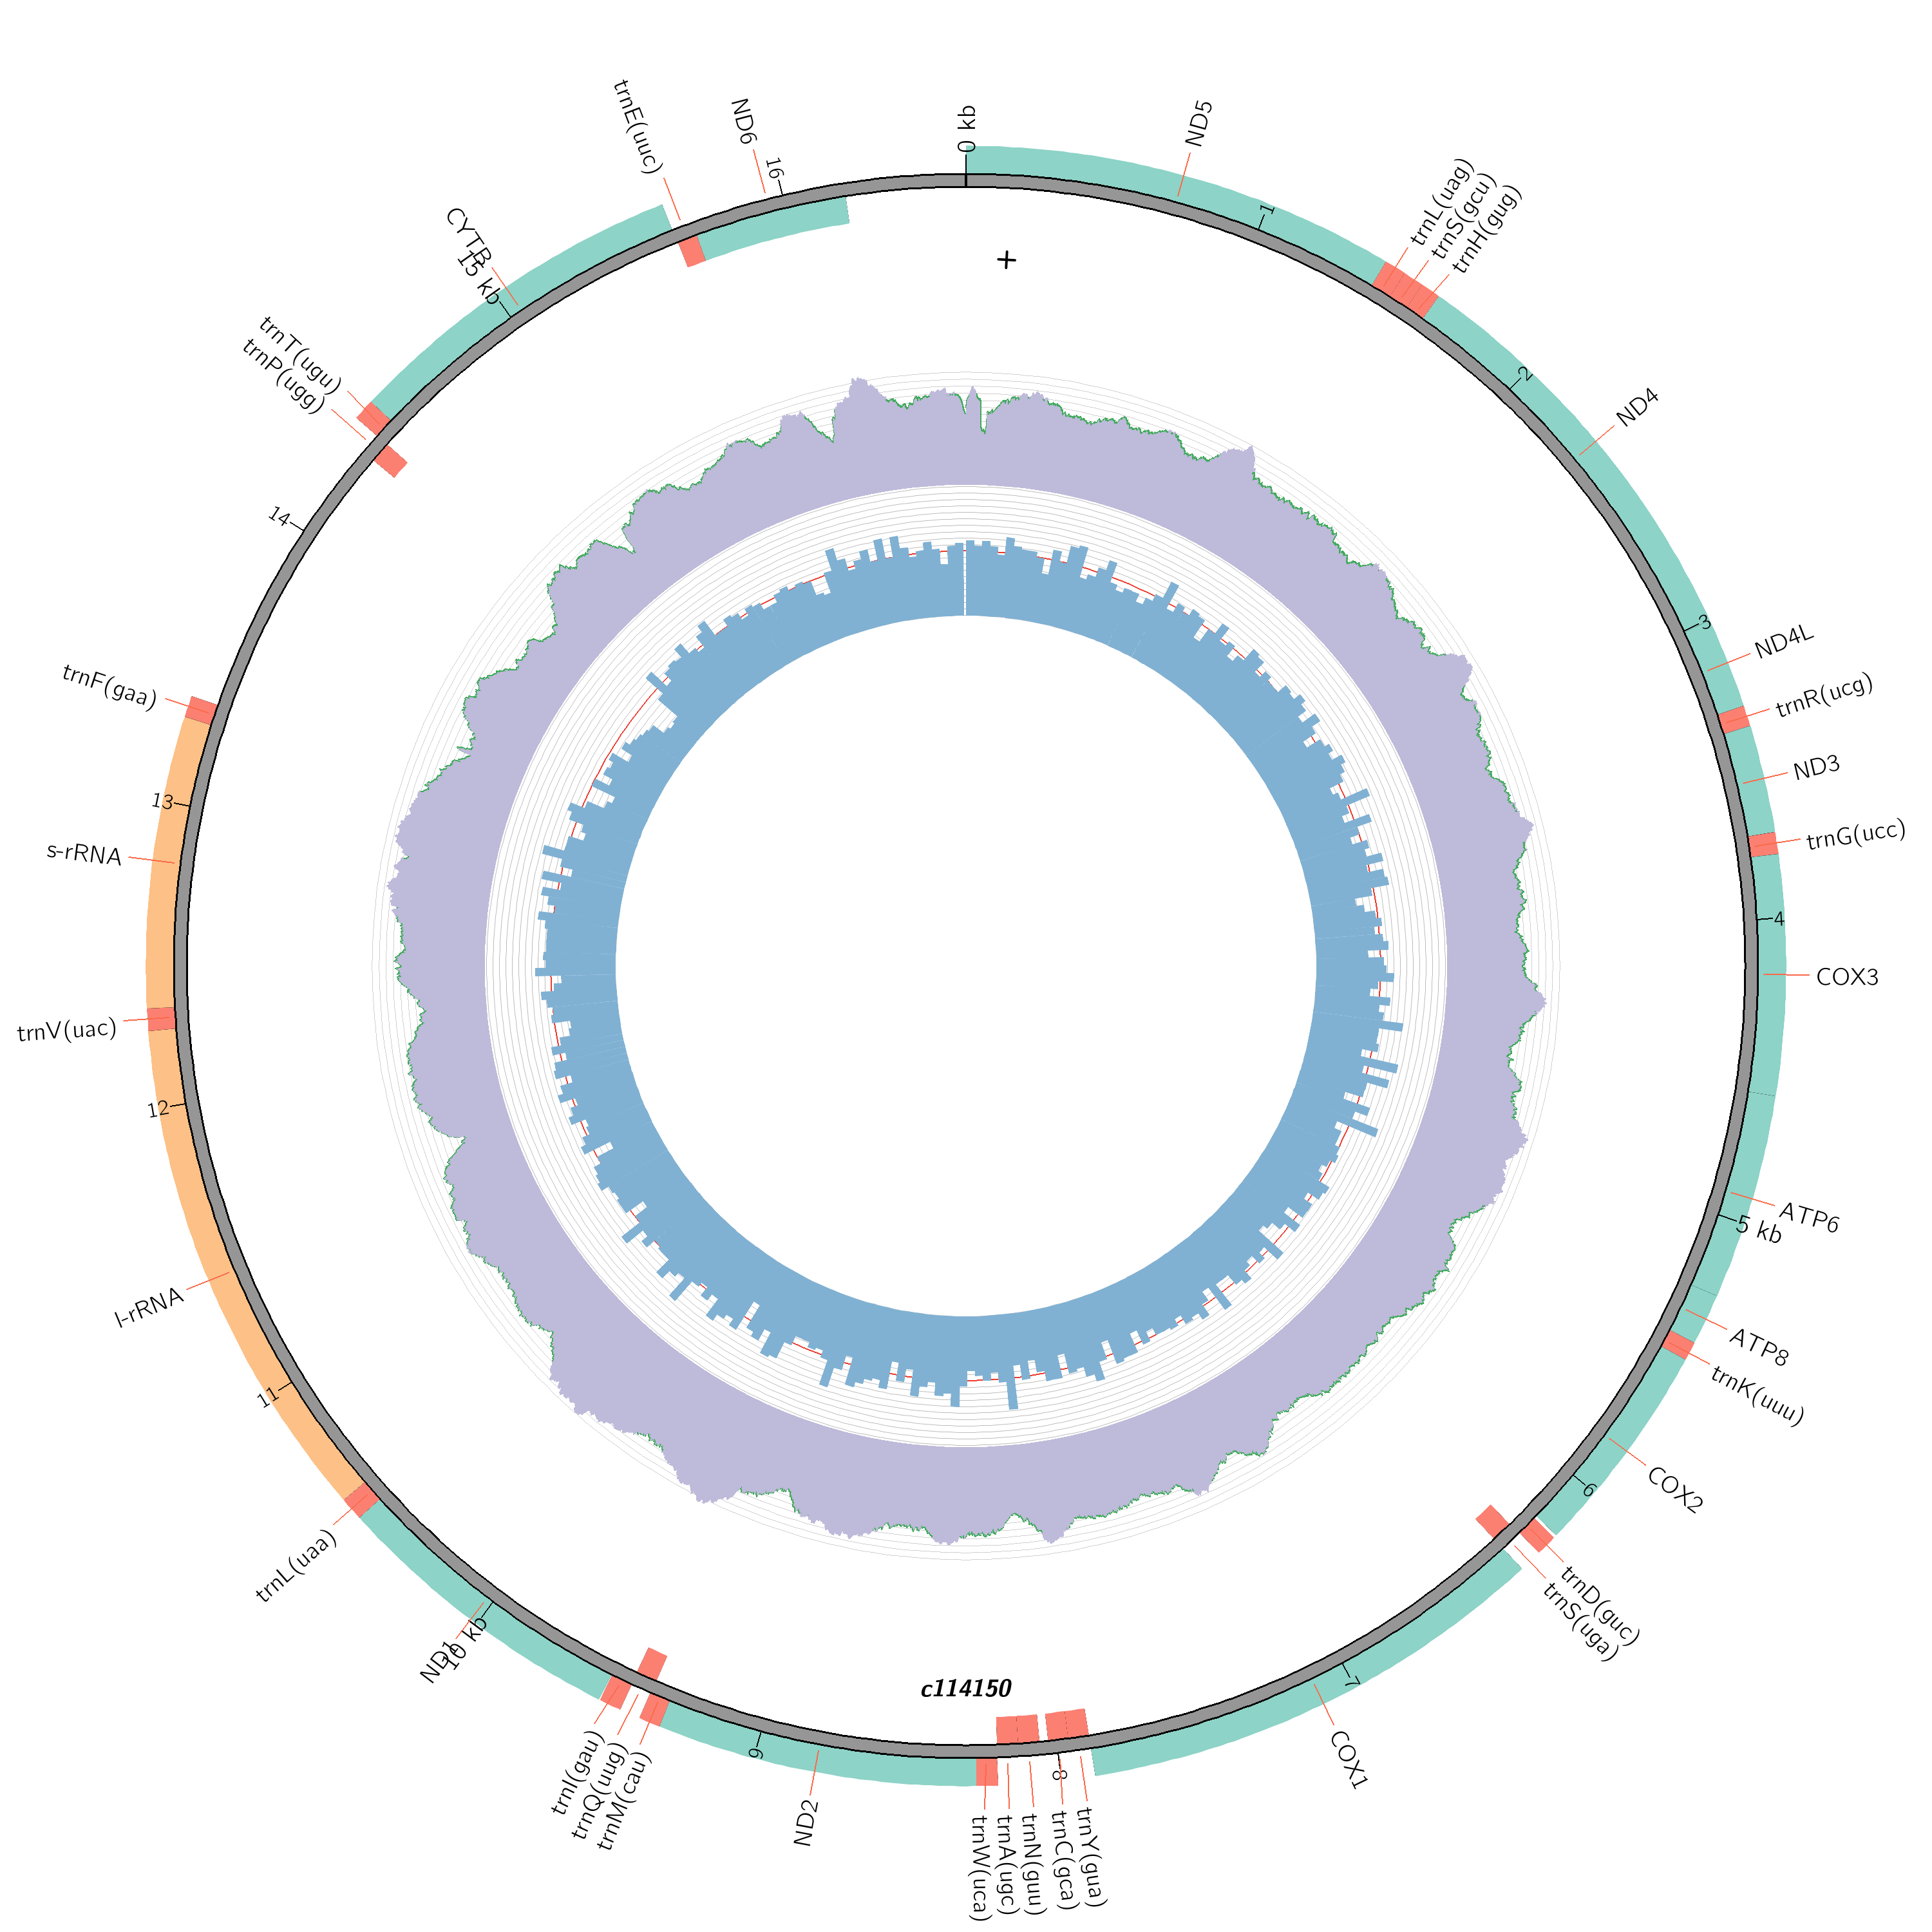 0 kb
ND5
1
trnL(uag)
trnS(gcu)
trnH(gug)
2
ND4
3
ND4L
trnR(ucg)
ND3
trnG(ucc)
4
COX3
ATP6
5 kb
ATP8
trnK(uuu)
COX2
6
trnD(guc)
trnS(uga)
7
COX1
trnY(gua)
8
trnC(gca)
trnN(guu)
trnA(ugc)
trnW(uca)
c114150
ND2
9
trnM(cau)
trnQ(uug)
trnI(gau)
ND1
10 kb
trnL(uaa)
11
l-rRNA
12
trnV(uac)
s-rRNA
13
trnF(gaa)
14
trnP(ugg)
trnT(ugu)
15 kb
CYTB
trnE(uuc)
ND6
16
+